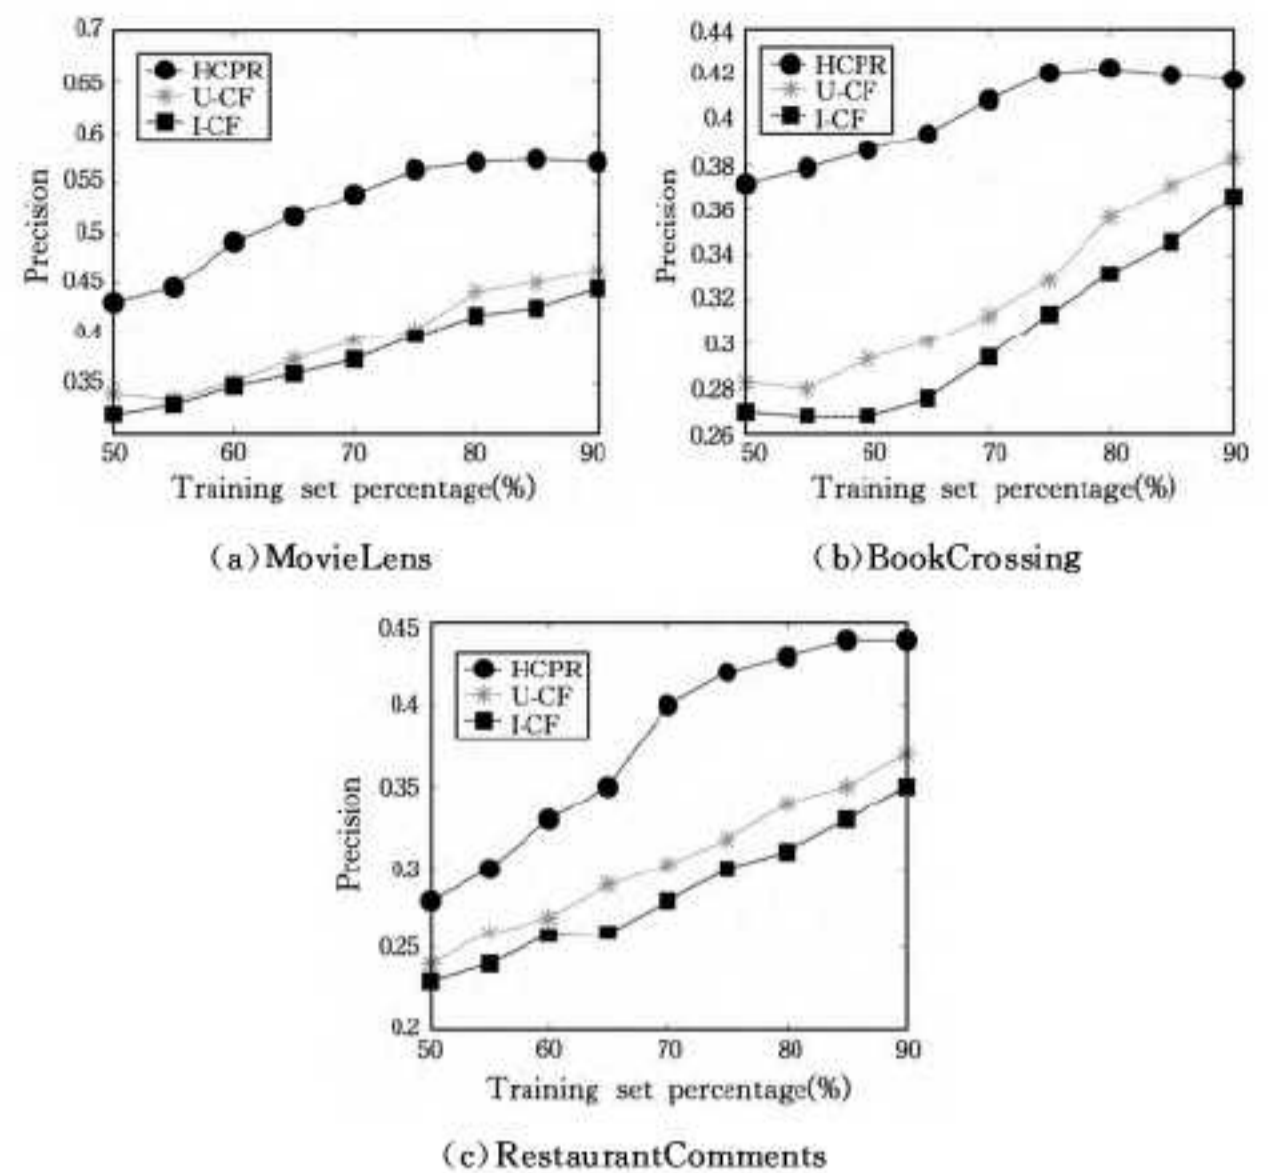 0.7
0.65
0.6
0.55
0.5
0.45
0.4
0.35
Precision
HCPR
U-CF
I-CF
50 60 70 80 90
Training set percentage(%)
(a)MovieLens
0.44
0.42
0.4
0.38
0.36
0.34
0.32
0.3
0.28
0.26
Precision
HCPR
U-CF
I-CF
50 60 70 80 90
Training set percentage(%)
(b)BookCrossing
0.45
0.4
0.35
0.3
0.25
0.2
Precision
HCPR
U-CF
I-CF
50 60 70 80 90
Training set percentage(%)
(c)RestaurantComments